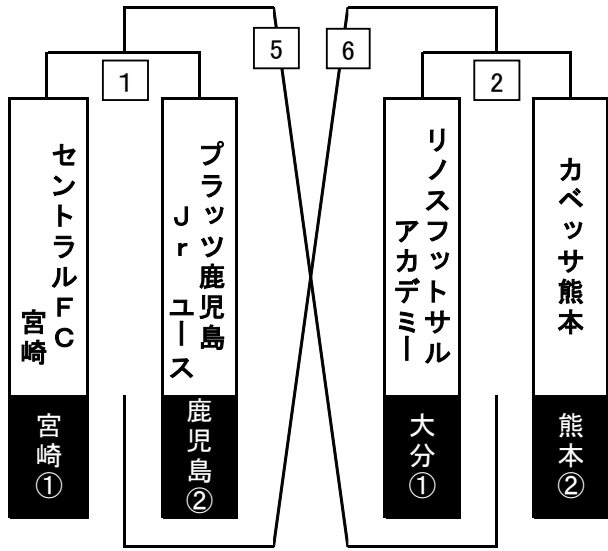 5
6
1
2
セントラルFC
宮崎
プラッツ鹿児島
Jr ユース
リノスフットサル
アカデミー
カベッサ熊本
宮崎①
鹿児島②
大分①
熊本②